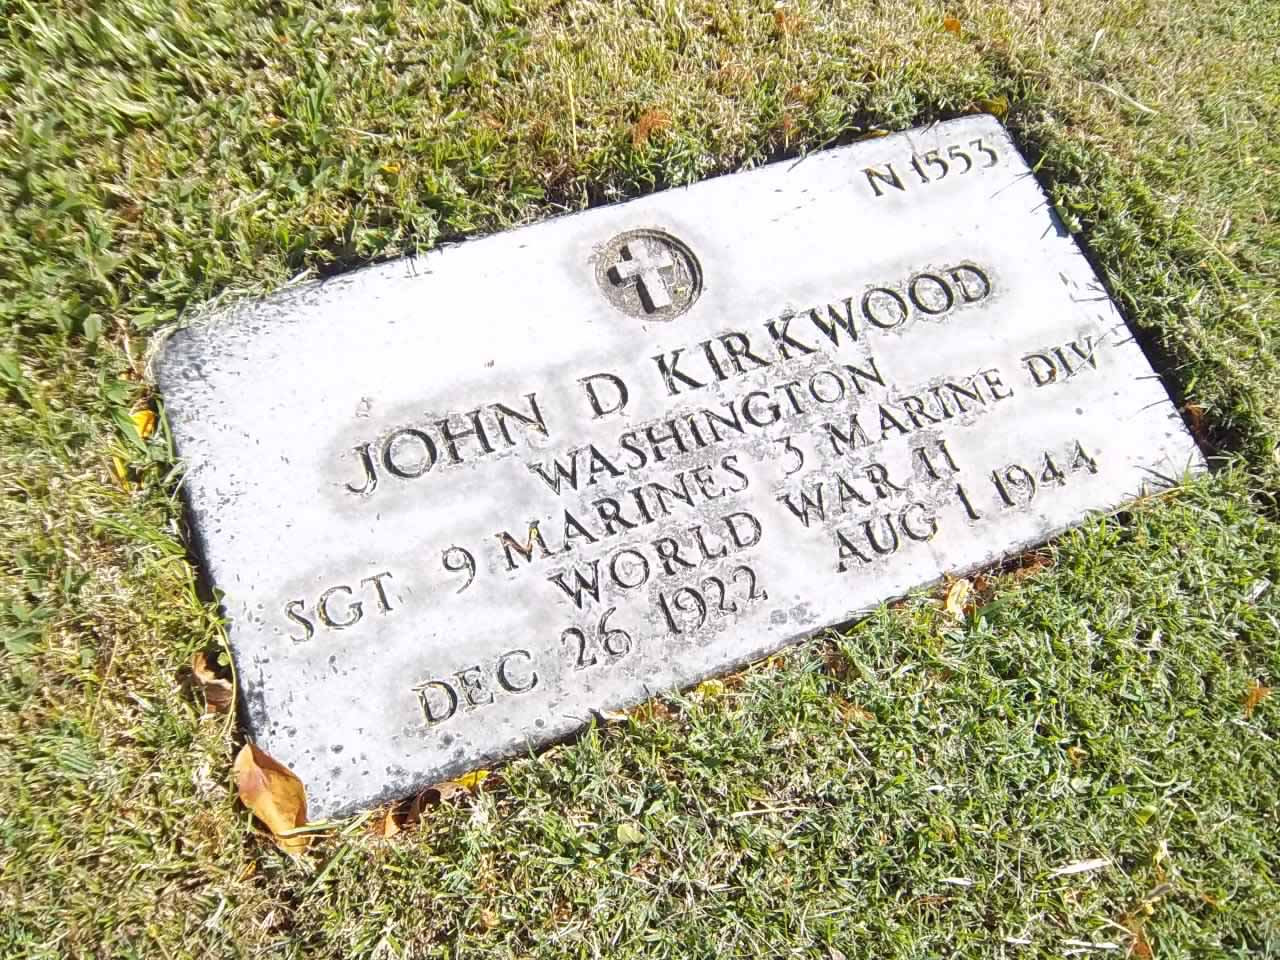 N 1553
JOHN D KIRKWOOD
WASHINGTON
SGT 9 MARINES 3 MARINE DIV
WORLD WAR II
DEC 26 1922 AUG 1 1944